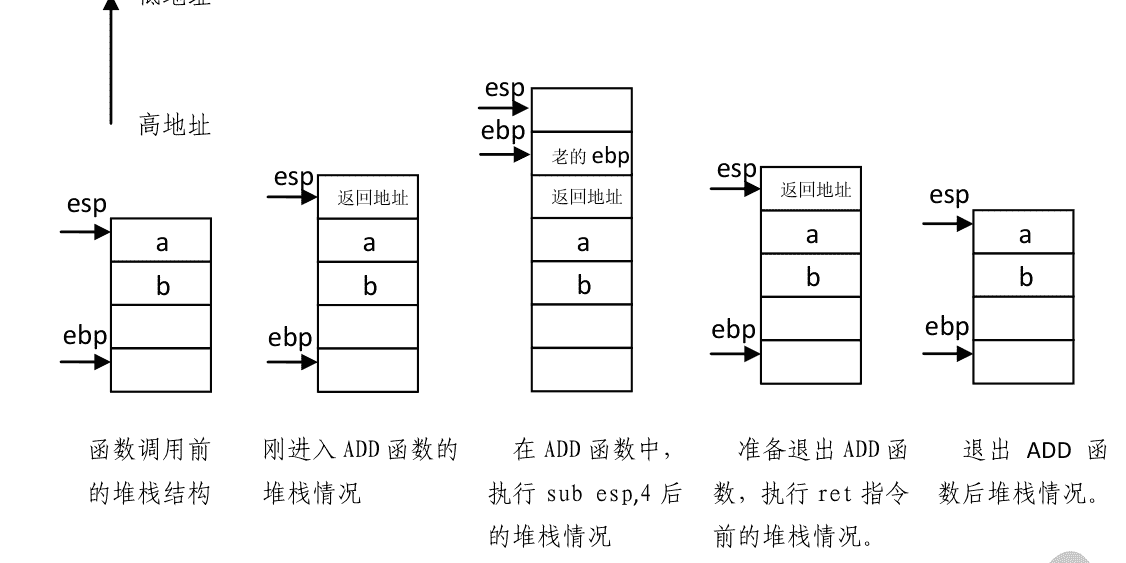 低地址
高地址
esp
a
b
ebp
函数调用前
的堆栈结构
esp
返回地址
a
b
ebp
刚进入 ADD 函数的
堆栈情况
esp
ebp
老的 ebp
返回地址
a
b
在 ADD 函数中，
执行 sub esp,4 后
的堆栈情况
esp
返回地址
a
b
ebp
准备退出 ADD 函
数，执行 ret 指令
前的堆栈情况。
esp
a
b
ebp
退出 ADD 函
数后堆栈情况。